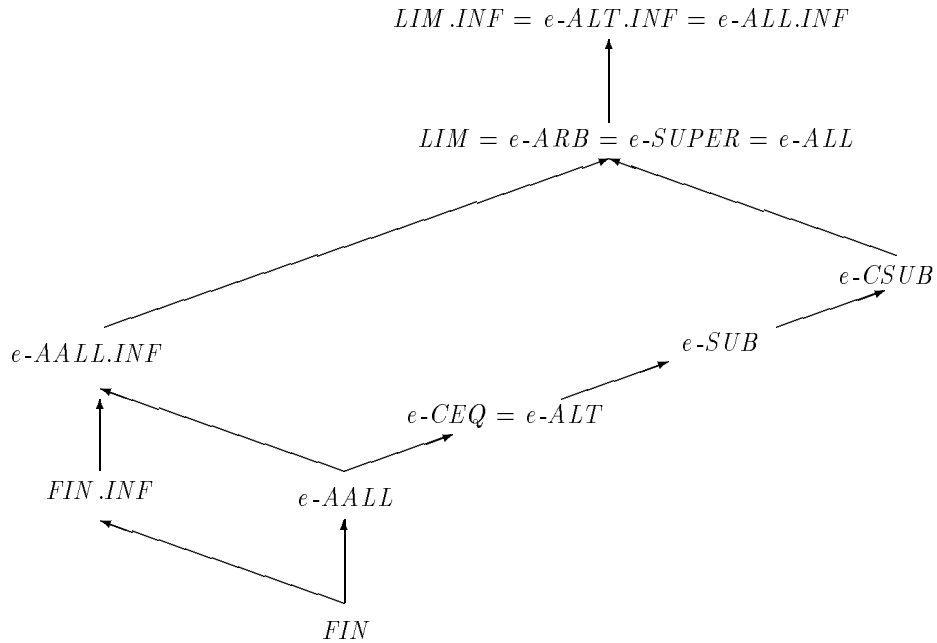 LIM.INF = e-ALT.INF = e-ALL.INF
LIM = e-ARB = e-SUPER = e-ALL
e-CSUB
e-SUB
e-AALL.INF
e-CEQ = e-ALT
FIN.INF
e-AALL
FIN